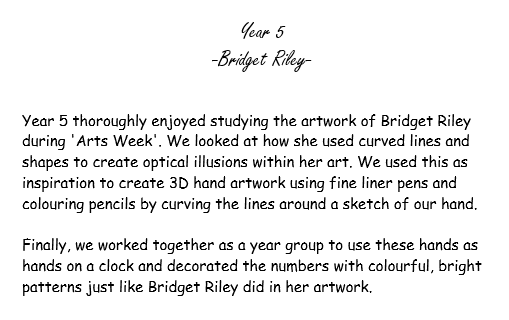 Year 5
-Bridget Riley-
Year 5 thoroughly enjoyed studying the artwork of Bridget Riley
during 'Arts Week'. We looked at how she used curved lines and
shapes to create optical illusions within her art. We used this as
inspiration to create 3D hand artwork using fine liner pens and
colouring pencils by curving the lines around a sketch of our hand.
Finally, we worked together as a year group to use these hands as
hands on a clock and decorated the numbers with colourful, bright
patterns just like Bridget Riley did in her artwork.